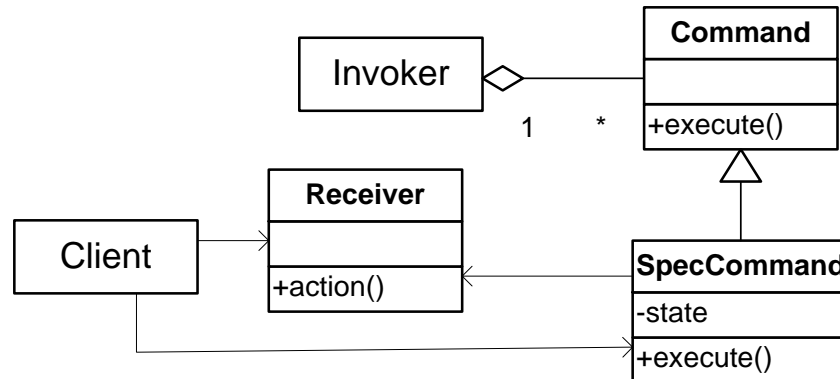 Command
Invoker
1 *
+execute()
Receiver
Client
+action()
SpecCommand
-state
+execute()